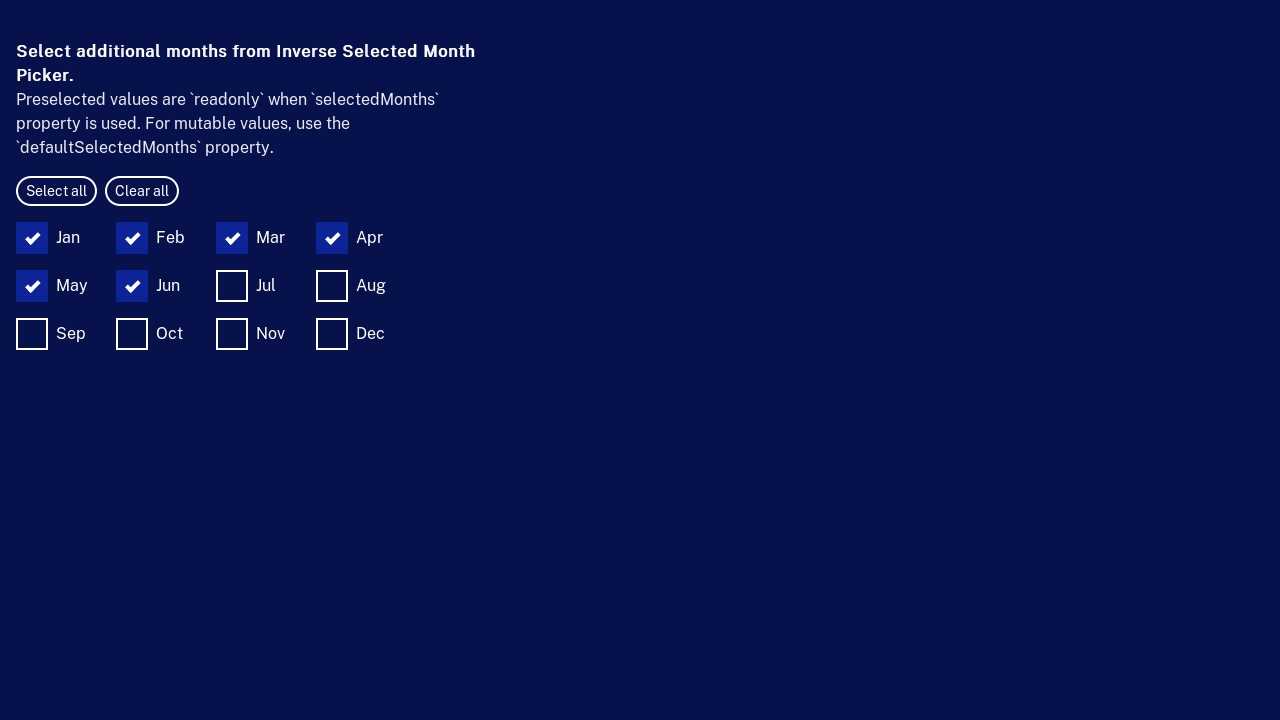 Select additional months from Inverse Selected Month
Picker.
Preselected values are `readonly` when `selectedMonths`
property is used. For mutable values, use the
`defaultSelectedMonths` property.
Select all Clear all
Jan Feb Mar Apr
May Jun Jul Aug
Sep Oct Nov Dec